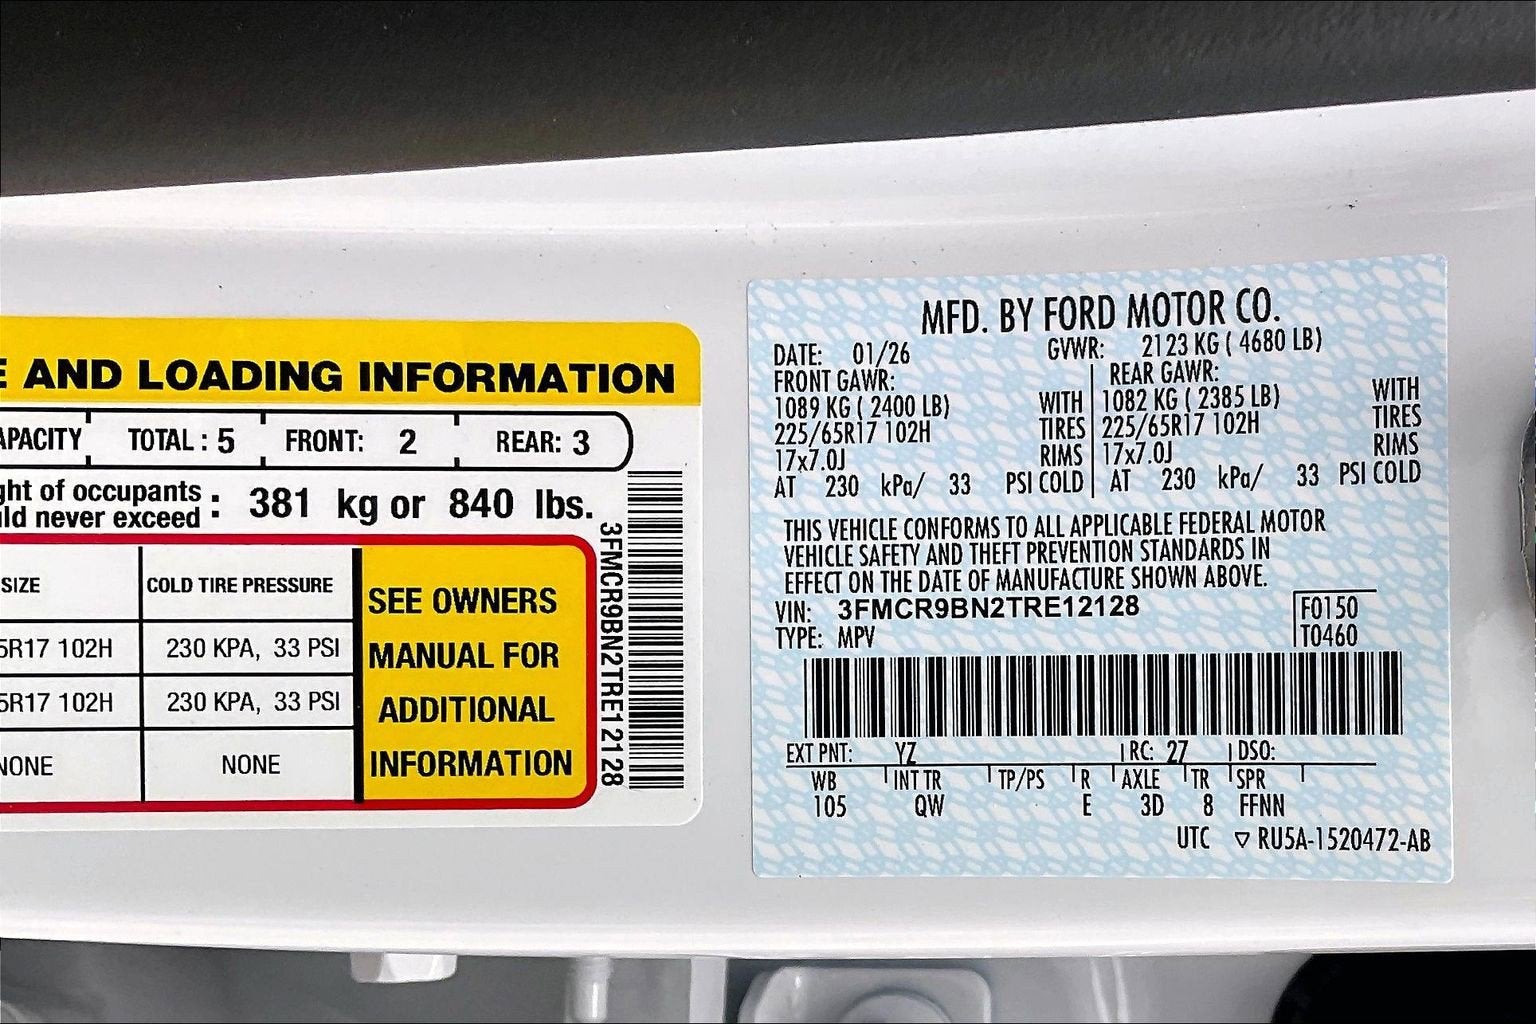 AND LOADING INFORMATION
TOTAL : 5 FRONT: 2 REAR: 3
of occupants
never exceed : 381 kg or 840 lbs.
SIZE COLD TIRE PRESSURE
5R17 102H 230 KPA, 33 PSI
5R17 102H 230 KPA, 33 PSI
NONE NONE
SEE OWNERS
MANUAL FOR
ADDITIONAL
INFORMATION
3FMCR9BN2TRE12128
MFD. BY FORD MOTOR CO.
DATE: 01/26 GVWR: 2123 KG ( 4680 LB)
FRONT GAWR: REAR GAWR:
1089 KG ( 2400 LB) WITH 1082 KG ( 2385 LB) WITH
225/65R17 102H TIRES 225/65R17 102H TIRES
17x7.0J RIMS 17x7.0J RIMS
AT 230 kPa/ 33 PSI COLD AT 230 kPa/ 33 PSI COLD
THIS VEHICLE CONFORMS TO ALL APPLICABLE FEDERAL MOTOR
VEHICLE SAFETY AND THEFT PREVENTION STANDARDS IN
EFFECT ON THE DATE OF MANUFACTURE SHOWN ABOVE.
VIN: 3FMCR9BN2TRE12128 F0150
TYPE: MPV T0460
EXT PNT: YZ RC: 27 DSO:
WB INT TR TP/PS R AXLE TR SPR
105 QW E 3D 8 FFNN
UTC ▽ RU5A-1520472-AB